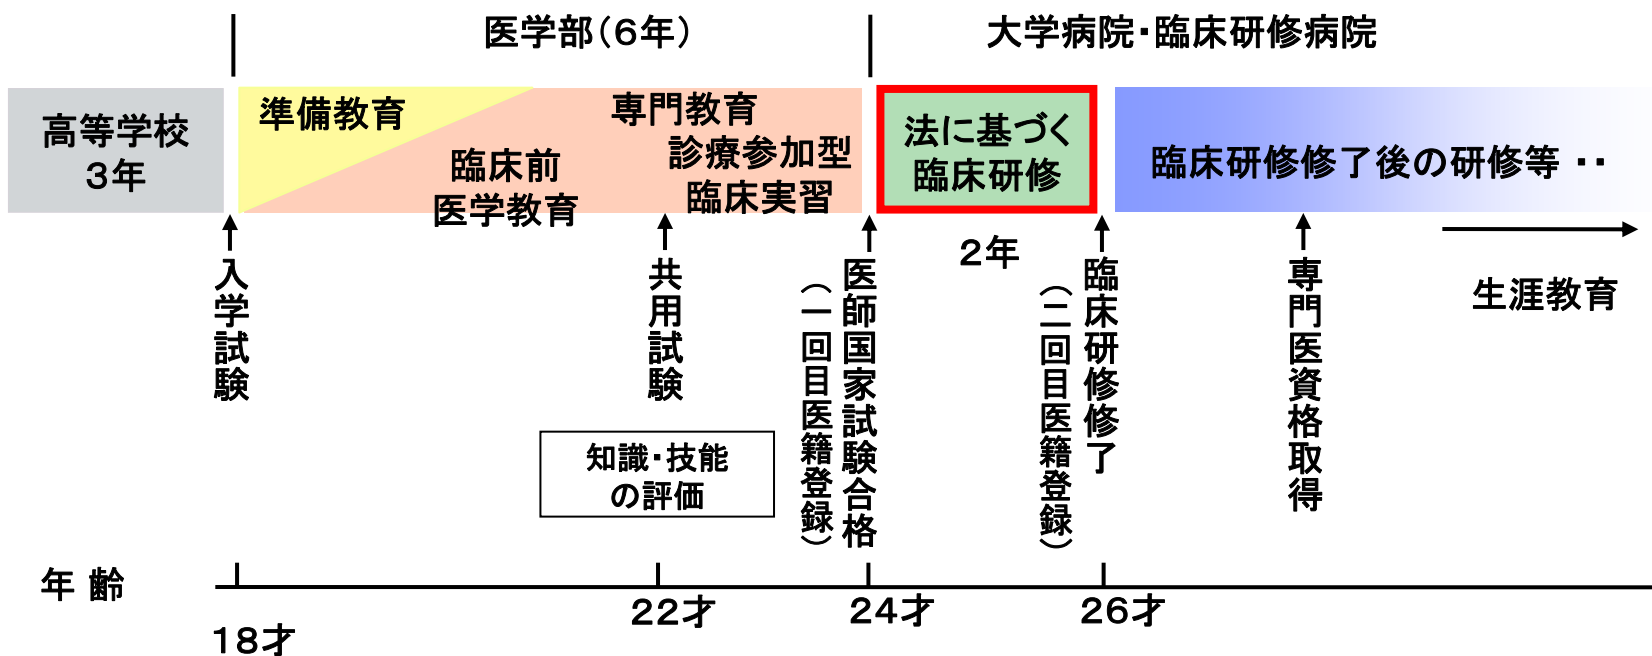 医学部（６年）
大学病院・臨床研修病院
高等学校
３年
準備教育
臨床前
医学教育
専門教育
診療参加型
臨床実習
法に基づく
臨床研修
臨床研修修了後の研修等 ・・
２年
入学試験
共用試験
医師国家試験合格
（一回目医籍登録）
臨床研修修了
（二回目医籍登録）
専門医資格取得
生涯教育
知識・技能
の評価
年 齢
１８才
２２才
２４才
２６才